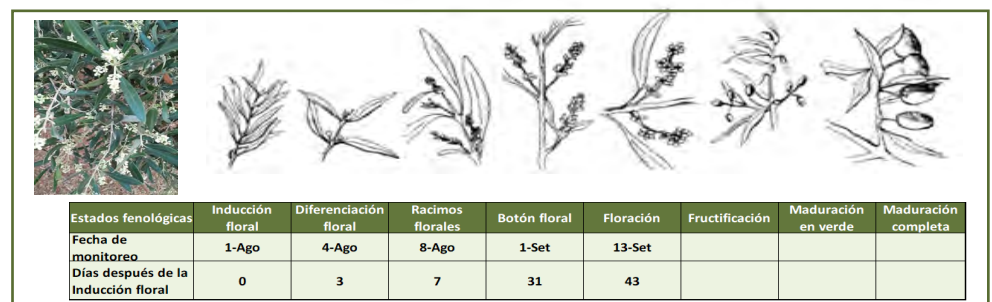 Estados fenológicas Inducción floral Diferenciación floral Racimos florales Botón floral Floración Fructificación Maduración en verde Maduración completa
Fecha de monitoreo 1-Ago 4-Ago 8-Ago 1-Set 13-Set
Días después de la Inducción floral 0 3 7 31 43